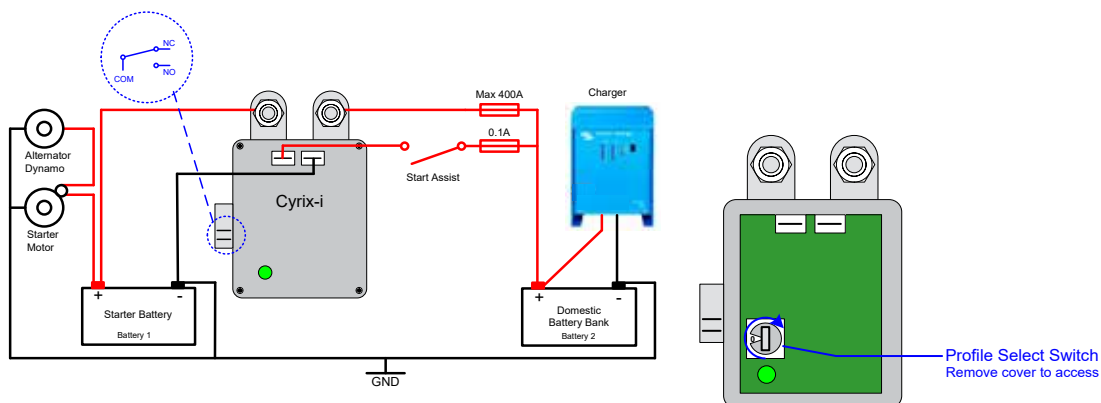 NC
COM
NO
Max 400A
Charger
0.1A
Alternator
Dynamo
Start Assist
Cyrix-i
Starter
Motor
+ -
Starter Battery
Battery 1
+ -
Domestic
Battery Bank
Battery 2
GND
Profile Select Switch
Remove cover to access